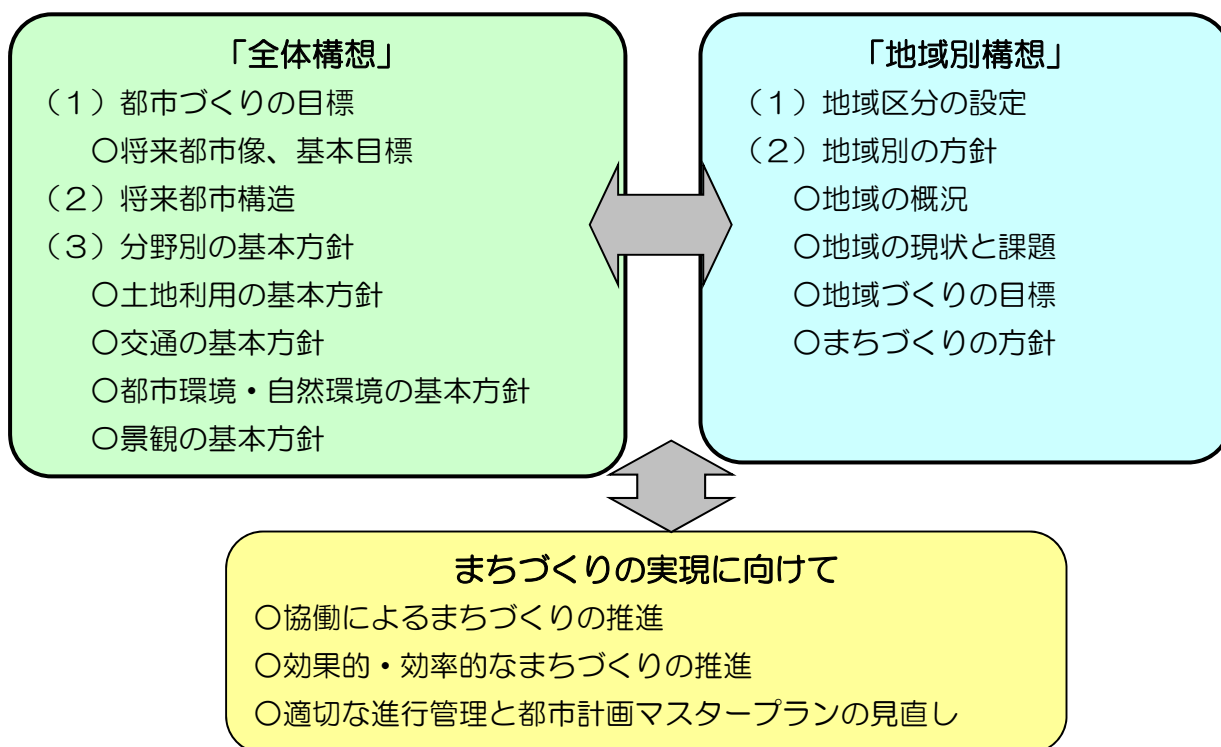 「全体構想」
（１）都市づくりの目標
〇将来都市像、基本目標
（２）将来都市構造
（３）分野別の基本方針
〇土地利用の基本方針
〇交通の基本方針
〇都市環境・自然環境の基本方針
〇景観の基本方針
「地域別構想」
（１）地域区分の設定
（２）地域別の方針
〇地域の概況
〇地域の現状と課題
〇地域づくりの目標
〇まちづくりの方針
まちづくりの実現に向けて
〇協働によるまちづくりの推進
〇効果的・効率的なまちづくりの推進
〇適切な進行管理と都市計画マスタープランの見直し